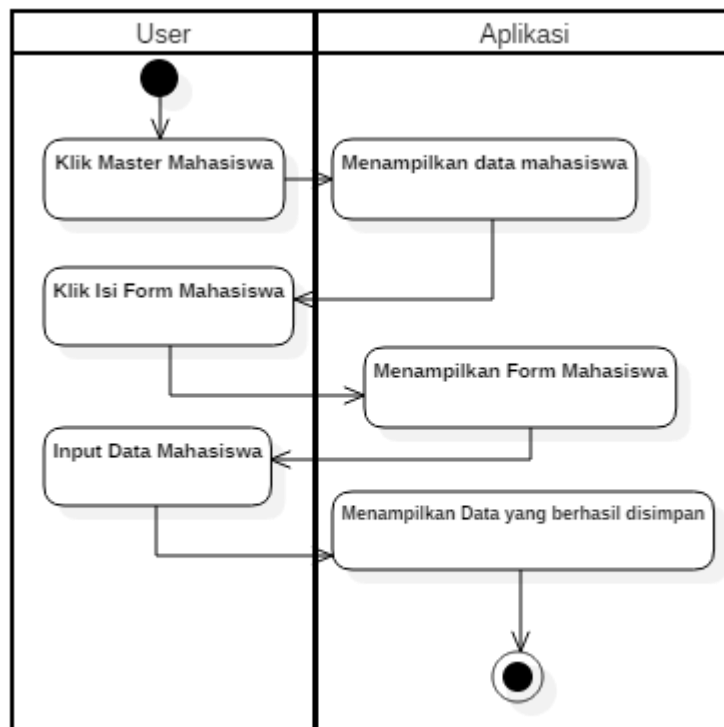 User
Aplikasi
Klik Master Mahasiswa
Menampilkan data mahasiswa
Klik Isi Form Mahasiswa
Menampilkan Form Mahasiswa
Input Data Mahasiswa
Menampilkan Data yang berhasil disimpan